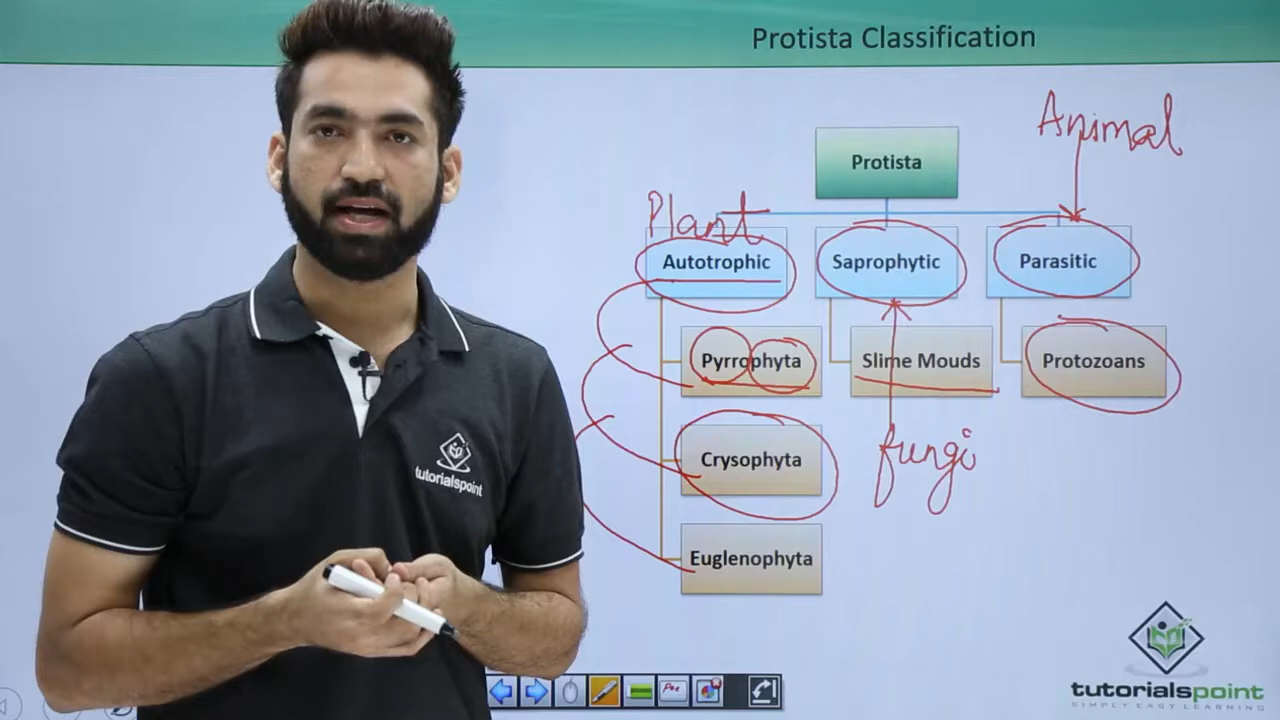 Protista Classification
Animal
Protista
Plant
Autotrophic
Saprophytic
Parasitic
Pyrrophyta
Slime Mouds
Protozoans
Crysophyta
fungi
Euglenophyta
tutorialspoint
tutorialspoint
SIMPLY EASY LEARNING